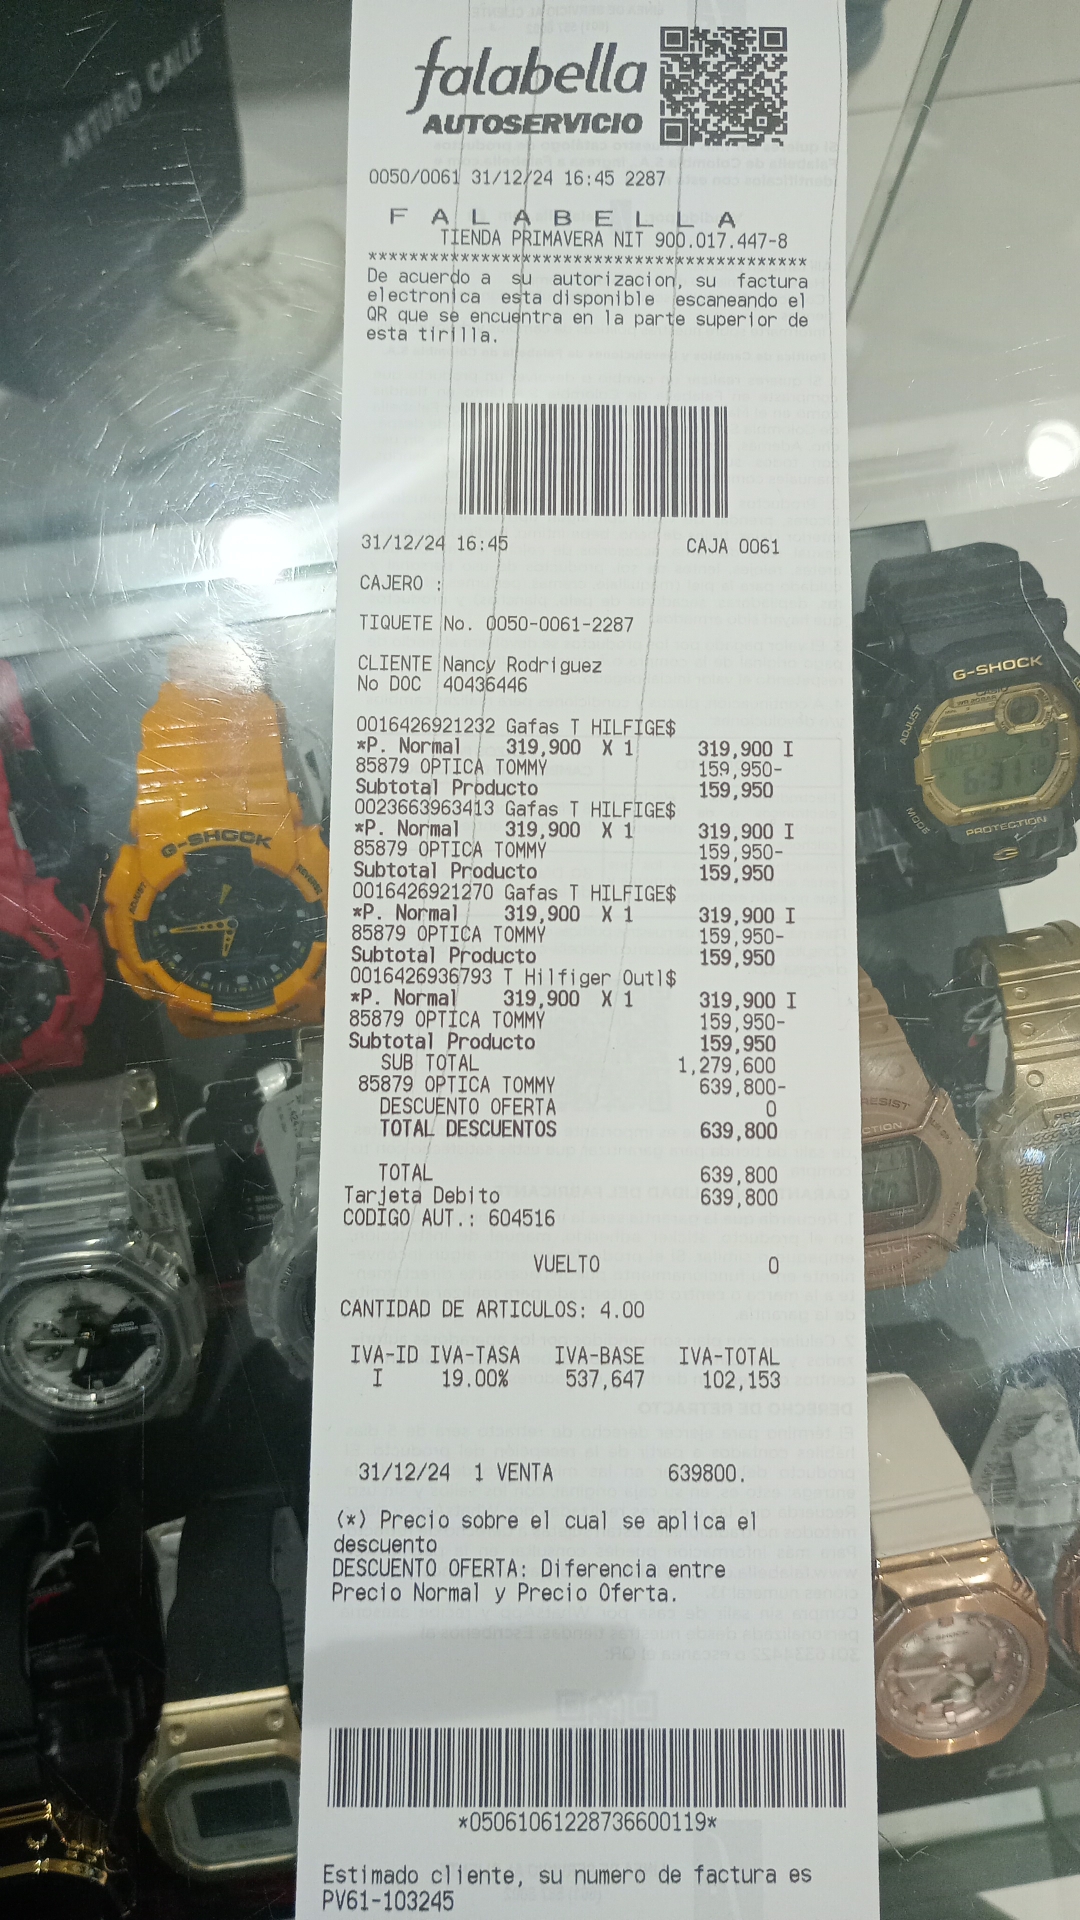 falabella
AUTOSERVICIO
0050/0061 31/12/24 16:45 2287
F A L A B E L L A
TIENDA PRIMAVERA NIT 900.017.447-8
******************************************
De acuerdo a su autorizacion, su factura
electronica esta disponible escaneando el
QR que se encuentra en la parte superior de
esta tirilla.
31/12/24 16:45 CAJA 0061
CAJERO :
TIQUETE No. 0050-0061-2287
CLIENTE Nancy Rodriguez
No DOC 40436446
0016426921232 Gafas T HILFIGE$
*P. Normal 319,900 X 1 319,900 I
85879 OPTICA TOMMY 159,950-
Subtotal Producto 159,950
0023663963413 Gafas T HILFIGE$
*P. Normal 319,900 X 1 319,900 I
85879 OPTICA TOMMY 159,950-
Subtotal Producto 159,950
0016426921270 Gafas T HILFIGE$
*P. Normal 319,900 X 1 319,900 I
85879 OPTICA TOMMY 159,950-
Subtotal Producto 159,950
0016426936793 T Hilfiger Outl$
*P. Normal 319,900 X 1 319,900 I
85879 OPTICA TOMMY 159,950-
Subtotal Producto 159,950
SUB TOTAL 1,279,600
85879 OPTICA TOMMY 639,800-
DESCUENTO OFERTA 0
TOTAL DESCUENTOS 639,800
TOTAL 639,800
Tarjeta Debito 639,800
CODIGO AUT.: 604516
VUELTO 0
CANTIDAD DE ARTICULOS: 4.00
IVA-ID IVA-TASA IVA-BASE IVA-TOTAL
I 19.00% 537,647 102,153
31/12/24 1 VENTA 639800.
(*) Precio sobre el cual se aplica el
descuento
DESCUENTO OFERTA: Diferencia entre
Precio Normal y Precio Oferta.
*050610612287366001​19*
Estimado cliente, su numero de factura es
PV61-103245
ARTURO CALLE
G-SHOCK
ADJUST
REVERSE
G-SHOCK
ADJUST
MODE
PROTECTION
G